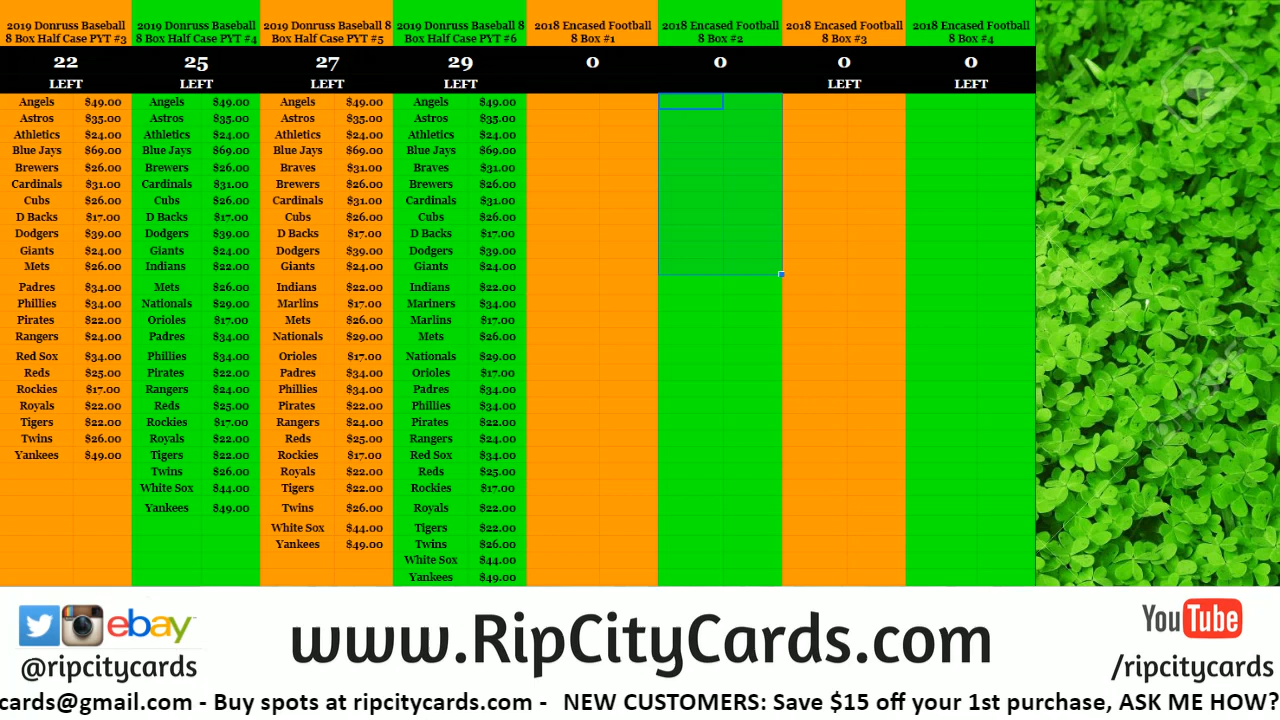 2019 Donruss Baseball 8 Box Half Case PYT #3
22
LEFT
Angels $49.00
Astros $35.00
Athletics $24.00
Blue Jays $69.00
Brewers $26.00
Cardinals $31.00
Cubs $26.00
D Backs $17.00
Dodgers $39.00
Giants $24.00
Mets $26.00
Padres $34.00
Phillies $34.00
Pirates $22.00
Rangers $24.00
Red Sox $34.00
Reds $25.00
Rockies $17.00
Royals $22.00
Tigers $22.00
Twins $26.00
Yankees $49.00
2019 Donruss Baseball 8 Box Half Case PYT #4
25
LEFT
Angels $49.00
Astros $35.00
Athletics $24.00
Blue Jays $69.00
Brewers $26.00
Cardinals $31.00
Cubs $26.00
D Backs $17.00
Dodgers $39.00
Giants $24.00
Indians $22.00
Mets $26.00
Nationals $29.00
Orioles $17.00
Padres $34.00
Phillies $34.00
Pirates $22.00
Rangers $24.00
Reds $25.00
Rockies $17.00
Royals $22.00
Tigers $22.00
Twins $26.00
White Sox $44.00
Yankees $49.00
2019 Donruss Baseball 8 Box Half Case PYT #5
27
LEFT
Angels $49.00
Astros $35.00
Athletics $24.00
Blue Jays $69.00
Braves $31.00
Brewers $26.00
Cardinals $31.00
Cubs $26.00
D Backs $17.00
Dodgers $39.00
Giants $24.00
Indians $22.00
Marlins $17.00
Mets $26.00
Nationals $29.00
Orioles $17.00
Padres $34.00
Phillies $34.00
Pirates $22.00
Rangers $24.00
Reds $25.00
Rockies $17.00
Royals $22.00
Tigers $22.00
Twins $26.00
White Sox $44.00
Yankees $49.00
2019 Donruss Baseball 8 Box Half Case PYT #6
29
LEFT
Angels $49.00
Astros $35.00
Athletics $24.00
Blue Jays $69.00
Braves $31.00
Brewers $26.00
Cardinals $31.00
Cubs $26.00
D Backs $17.00
Dodgers $39.00
Giants $24.00
Indians $22.00
Mariners $34.00
Marlins $17.00
Mets $26.00
Nationals $29.00
Orioles $17.00
Padres $34.00
Phillies $34.00
Pirates $22.00
Rangers $24.00
Red Sox $34.00
Reds $25.00
Rockies $17.00
Royals $22.00
Tigers $22.00
Twins $26.00
White Sox $44.00
Yankees $49.00
2018 Encased Football 8 Box #1
0
2018 Encased Football 8 Box #2
0
2018 Encased Football 8 Box #3
0
LEFT
2018 Encased Football 8 Box #4
0
LEFT
ebay
@ripcitycards
www.RipCityCards.com
YouTube
/ripcitycards
cards@gmail.com - Buy spots at ripcitycards.com - NEW CUSTOMERS: Save $15 off your 1st purchase, ASK ME HOW?